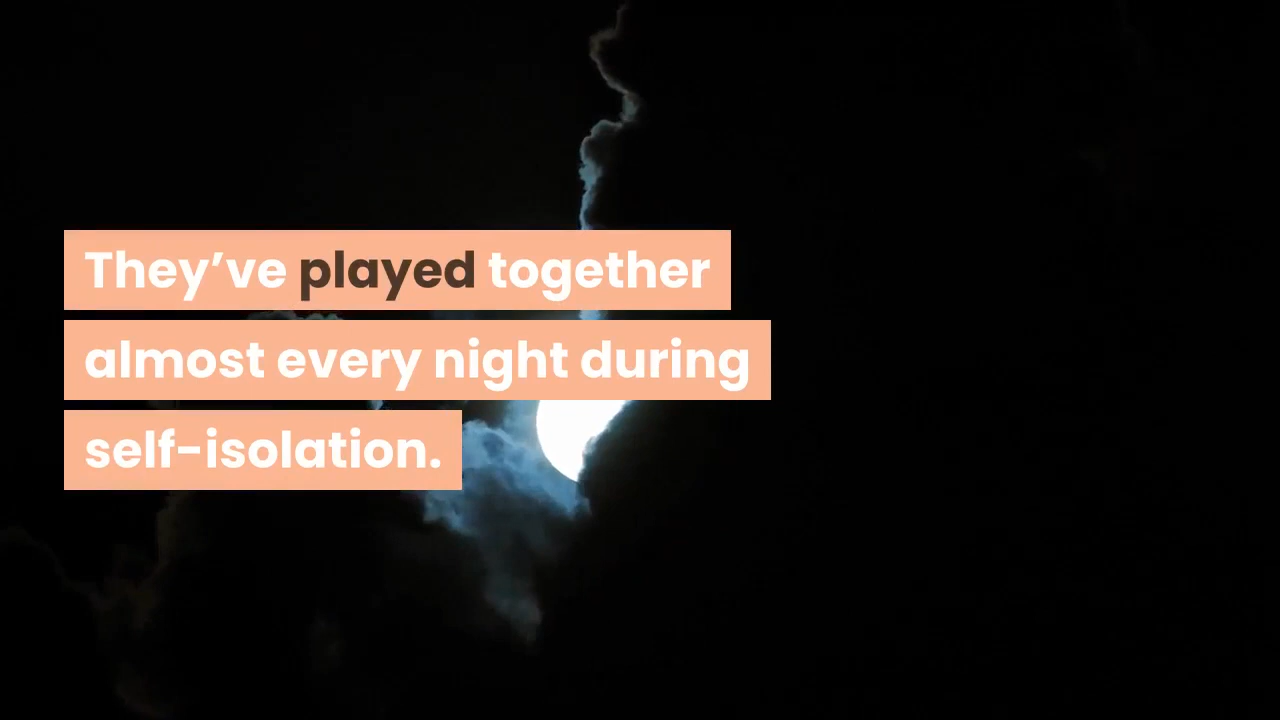 They’ve played together
almost every night during
self-isolation.